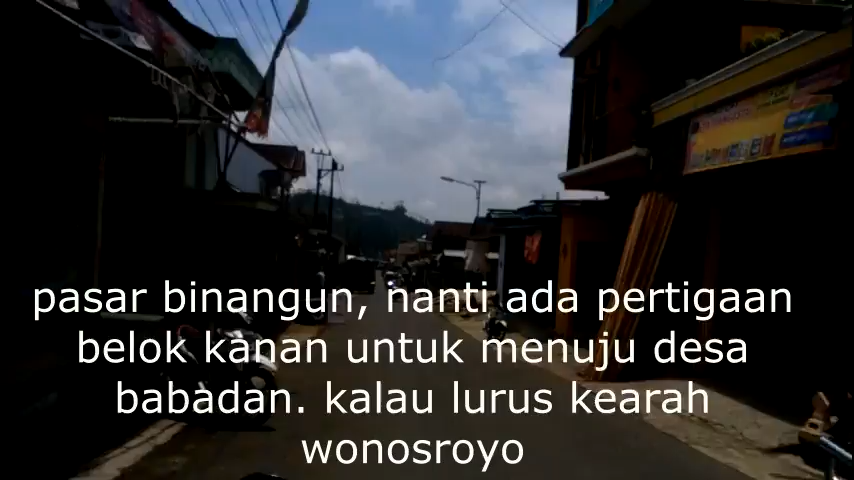 pasar binangun, nanti ada pertigaan
belok kanan untuk menuju desa
babadan. kalau lurus kearah
wonosroyo